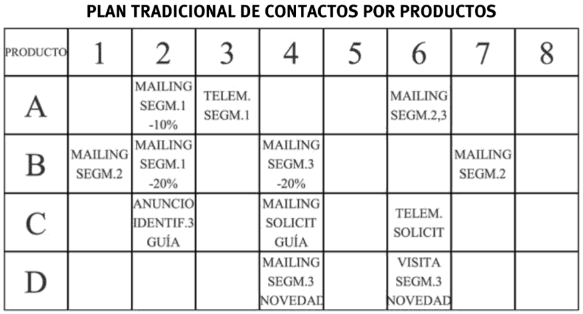 PLAN TRADICIONAL DE CONTACTOS POR PRODUCTOS
PRODUCTO 1 2 3 4 5 6 7 8
A
MAILING
SEGM.1
-10%
TELEM.
SEGM.1
MAILING
SEGM.2,3
B
MAILING
SEGM.2
MAILING
SEGM.1
-20%
MAILING
SEGM.3
-20%
MAILING
SEGM.2
C
ANUNCIO
IDENTIF.3
GUÍA
MAILING
SOLICIT
GUÍA
TELEM.
SOLICIT
D
MAILING
SEGM.3
NOVEDAD
VISITA
SEGM.3
NOVEDAD